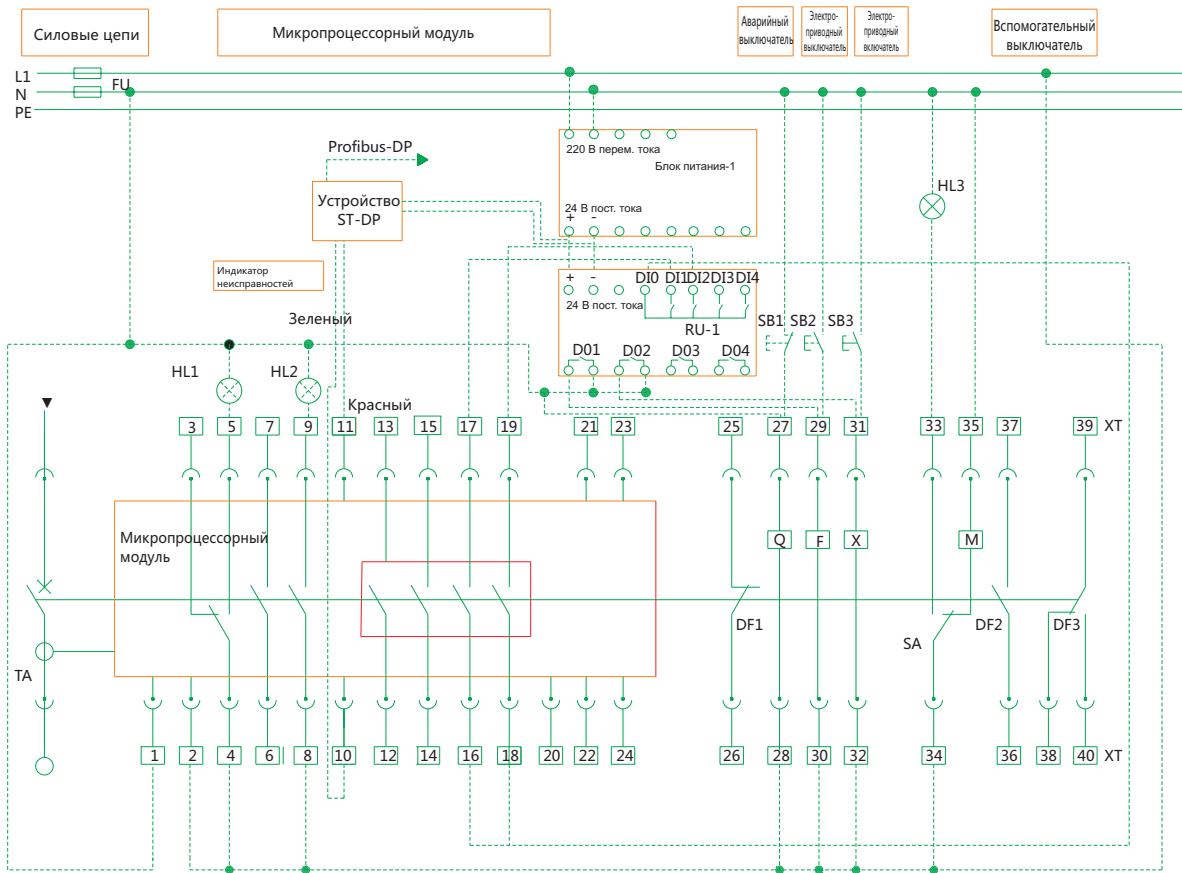 Силовые цепи
Микропроцессорный модуль
Аварийный
выключатель
Электро-
приводный
выключатель
Электро-
приводный
включатель
Вспомогательный
выключатель
L1
FU
N
PE
Profibus-DP
220 В перем. тока
Блок питания-1
Устройство
ST-DP
24 В пост. тока
+ -
HL3
Индикатор
неисправностей
+ - DI0 DI1 DI2 DI3 DI4
24 В пост. тока
RU-1
SB1 SB2 SB3
Зеленый
D01 D02 D03 D04
HL1 HL2
Красный
3 5 7 9 11 13 15 17 19 21 23 25 27 29 31 33 35 37 39 XT
Микропроцессорный
модуль
Q F X M
DF1 SA DF2 DF3
TA
1 2 4 6 8 10 12 14 16 18 20 22 24 26 28 30 32 34 36 38 40 XT